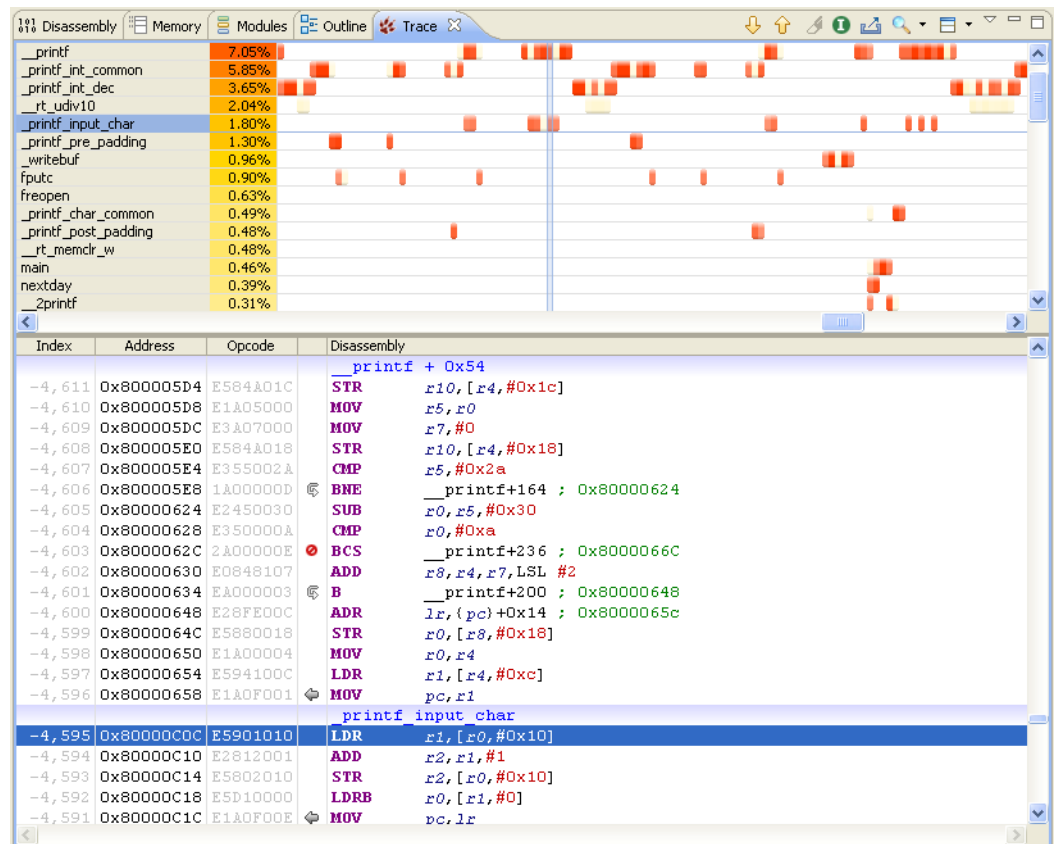 Disassembly Memory Modules Outline Trace
__printf 7.05%
_printf_int_common 5.85%
_printf_int_dec 3.65%
__rt_udiv10 2.04%
_printf_input_char 1.80%
_printf_pre_padding 1.30%
_writebuf 0.96%
fputc 0.90%
freopen 0.63%
_printf_char_common 0.49%
_printf_post_padding 0.48%
__rt_memclr_w 0.48%
main 0.46%
nextday 0.39%
__2printf 0.31%
Index Address Opcode Disassembly
__printf + 0x54
-4,611 0x800005D4 E584A01C STR r10,[r4,#0x1c]
-4,610 0x800005D8 E1A05000 MOV r5,r0
-4,609 0x800005DC E3A07000 MOV r7,#0
-4,608 0x800005E0 E584A018 STR r10,[r4,#0x18]
-4,607 0x800005E4 E355002A CMP r5,#0x2a
-4,606 0x800005E8 1A00000D BNE __printf+164 ; 0x80000624
-4,605 0x80000624 E2450030 SUB r0,r5,#0x30
-4,604 0x80000628 E350000A CMP r0,#0xa
-4,603 0x8000062C 2A00000E BCS __printf+236 ; 0x8000066C
-4,602 0x80000630 E0848107 ADD r8,r4,r7,LSL #2
-4,601 0x80000634 EA000003 B __printf+200 ; 0x80000648
-4,600 0x80000648 E28FE00C ADR lr,{pc}+0x14 ; 0x8000065c
-4,599 0x8000064C E5880018 STR r0,[r8,#0x18]
-4,598 0x80000650 E1A00004 MOV r0,r4
-4,597 0x80000654 E594100C LDR r1,[r4,#0xc]
-4,596 0x80000658 E1A0F001 MOV pc,r1
_printf_input_char
-4,595 0x80000C0C E5901010 LDR r1,[r0,#0x10]
-4,594 0x80000C10 E2812001 ADD r2,r1,#1
-4,593 0x80000C14 E5802010 STR r2,[r0,#0x10]
-4,592 0x80000C18 E5D10000 LDRB r0,[r1,#0]
-4,591 0x80000C1C E1A0F00E MOV pc,lr